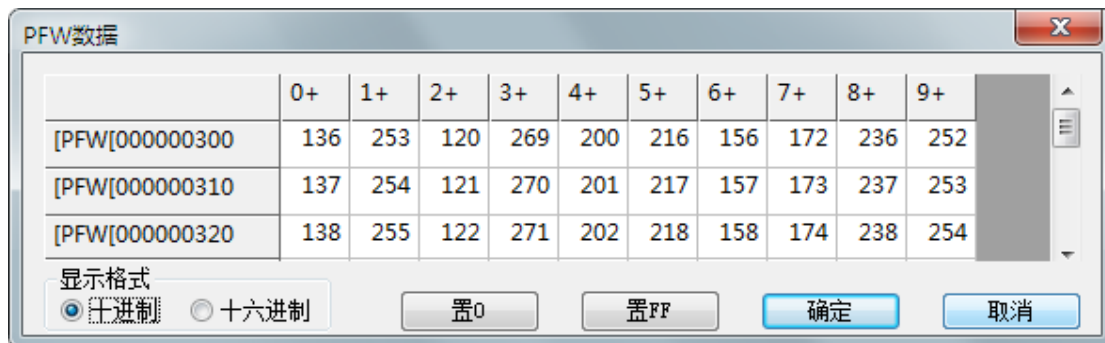 PFW数据
0+ 1+ 2+ 3+ 4+ 5+ 6+ 7+ 8+ 9+
[PFW[000000300 136 253 120 269 200 216 156 172 236 252
[PFW[000000310 137 254 121 270 201 217 157 173 237 253
[PFW[000000320 138 255 122 271 202 218 158 174 238 254
显示格式
十进制 十六进制 置0 置FF 确定 取消